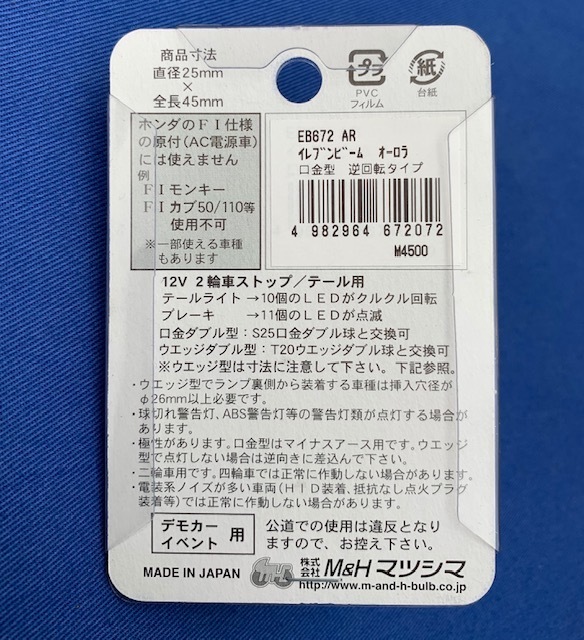 商品寸法
直径25mm
×
全長45mm
プラ
PVC
フィルム
紙
台紙
ホンダのＦＩ仕様
の原付(AC電源車)
には使えません
例
ＦＩモンキー
ＦＩカブ50/110等
使用不可
※一部使える車種
もあります
EB672 AR
ｲﾚﾌﾞﾝﾋﾞｰﾑ ｵｰﾛﾗ
口金型 逆回転タイプ
4 982964 672072
M4500
12V ２輪車ストップ／テール用
テールライト →10個のＬＥＤがクルクル回転
ブレーキ →11個のＬＥＤが点滅
口金ダブル型：S25口金ダブル球と交換可
ウエッジダブル型：T20ウエッジダブル球と交換可
※ウエッジ型は寸法に注意して下さい。下記参照。
・ウエッジ型でランプ裏側から装着する車種は挿入穴径が
φ26mm以上必要です。
・球切れ警告灯、ABS警告灯等の警告灯類が点灯する場合が
あります。
・極性があります。口金型はマイナスアース用です。ウエッジ
型で点灯しない場合は逆向きに差込んで下さい。
・二輪車用です。四輪車では正常に作動しない場合があります。
・電装系ノイズが多い車両(ＨＩＤ装着、抵抗なし点火プラグ
装着等)では正常に作動しない場合があります。
デモカー
イベント 用
公道での使用は違反となり
ますので、お控え下さい。
MADE IN JAPAN
株式
会社 M&H マツシマ
http://www.m-and-h-bulb.co.jp